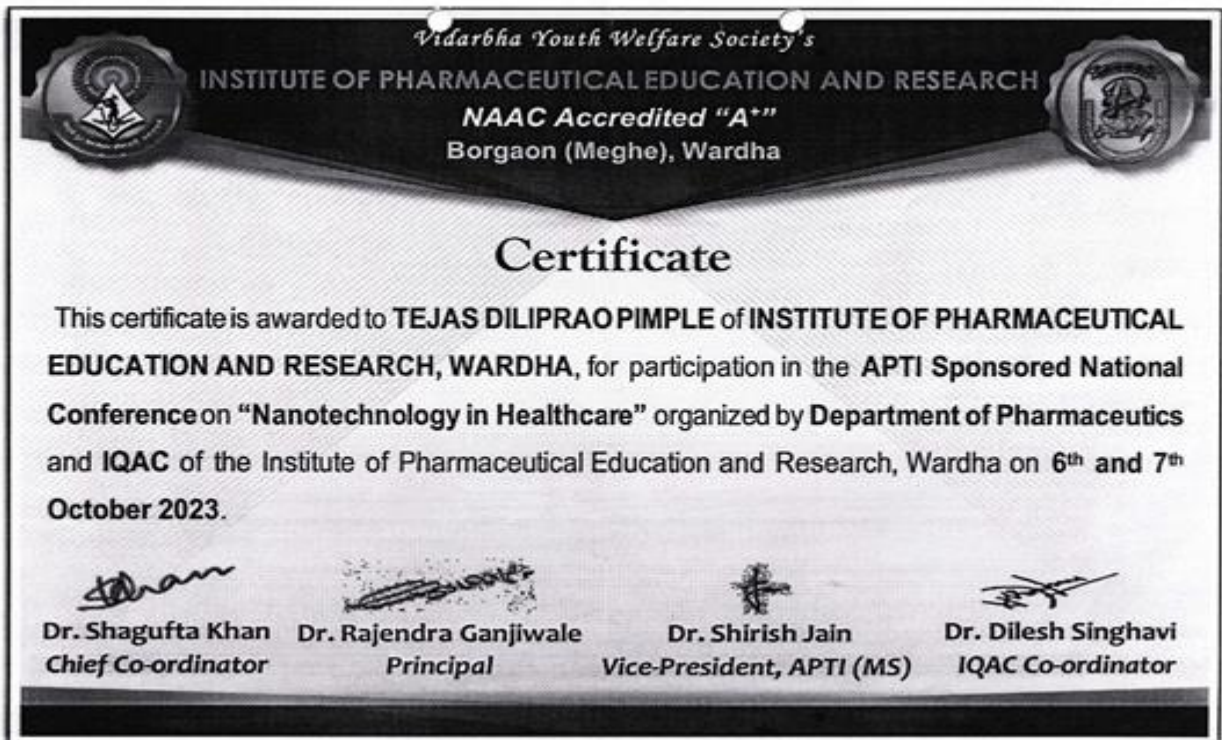 Vidarbha Youth Welfare Society's
INSTITUTE OF PHARMACEUTICAL EDUCATION AND RESEARCH
NAAC Accredited "A+"
Borgaon (Meghe), Wardha
Certificate
This certificate is awarded to TEJAS DILIPRAO PIMPLE of INSTITUTE OF PHARMACEUTICAL
EDUCATION AND RESEARCH, WARDHA, for participation in the APTI Sponsored National
Conference on “Nanotechnology in Healthcare” organized by Department of Pharmaceutics
and IQAC of the Institute of Pharmaceutical Education and Research, Wardha on 6th and 7th
October 2023.
Dr. Shagufta Khan Dr. Rajendra Ganjiwale Dr. Shirish Jain Dr. Dilesh Singhavi
Chief Co-ordinator Principal Vice-President, APTI (MS) IQAC Co-ordinator